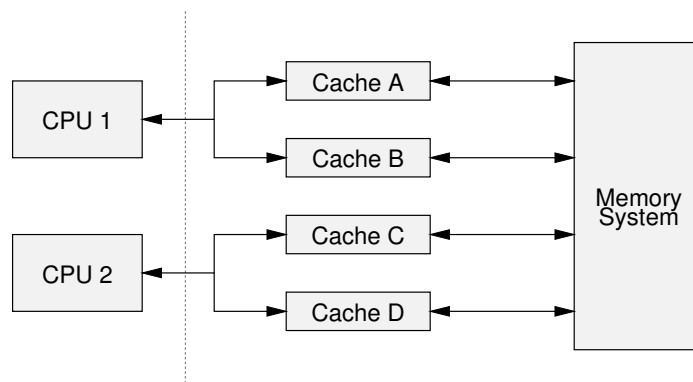 CPU 1
Cache A
Cache B
Memory
System
CPU 2
Cache C
Cache D